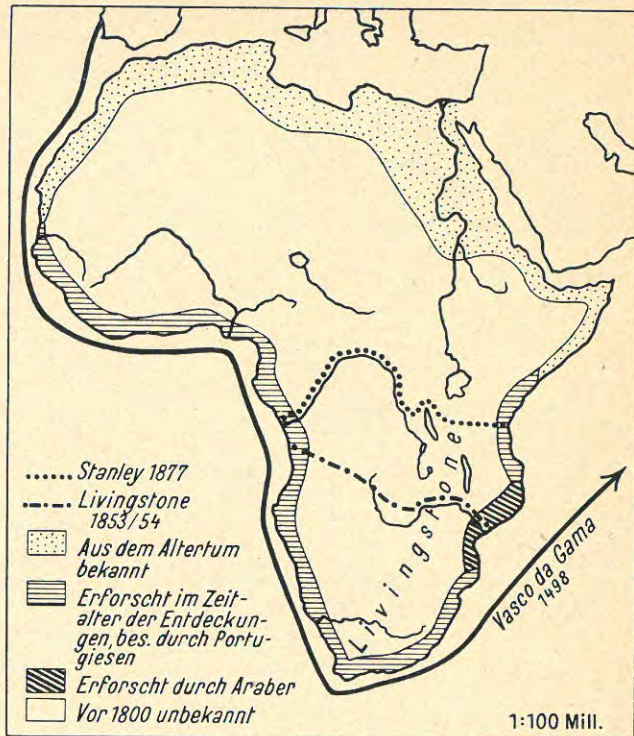 Stanley 1877
Livingstone
1853/54
Aus dem Altertum
bekannt
Erforscht im Zeit-
alter der Entdeckun-
gen, bes. durch Portu-
giesen
Erforscht durch Araber
Vor 1800 unbekannt
Livingstone
Vasco da Gama
1498
1:100 Mill.